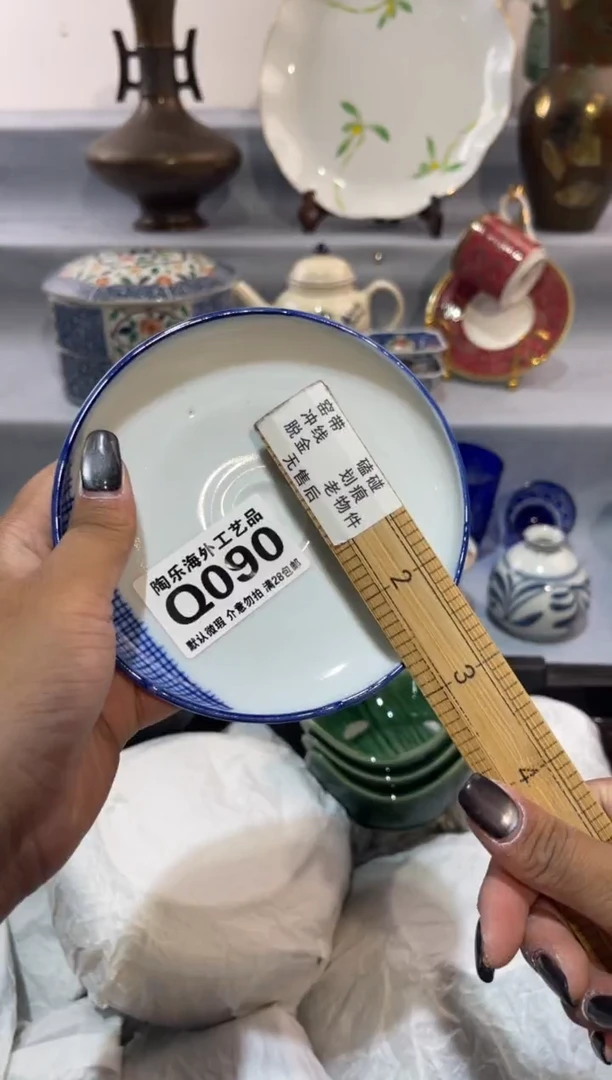 陶乐海外工艺品
Q090
默认微瑕 介意勿拍 满28包邮
窑带 磕碰
冲线 划痕
脱金 老物件
无售后
2
3
4